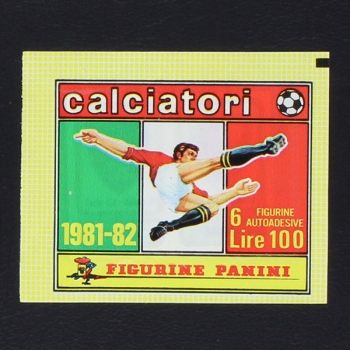 calciatori
1981-82
6 FIGURINE
AUTOADESIVE
Lire 100
FIGURINE PANINI